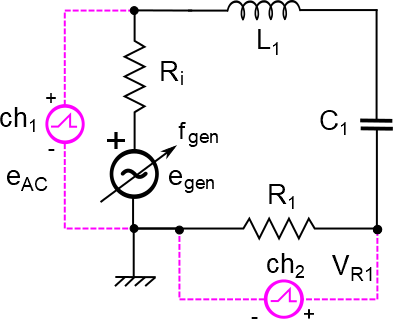 L1
+
Ri
ch1
C1
-
+
fgen
eAC
egen
R1
ch2
VR1
-
+